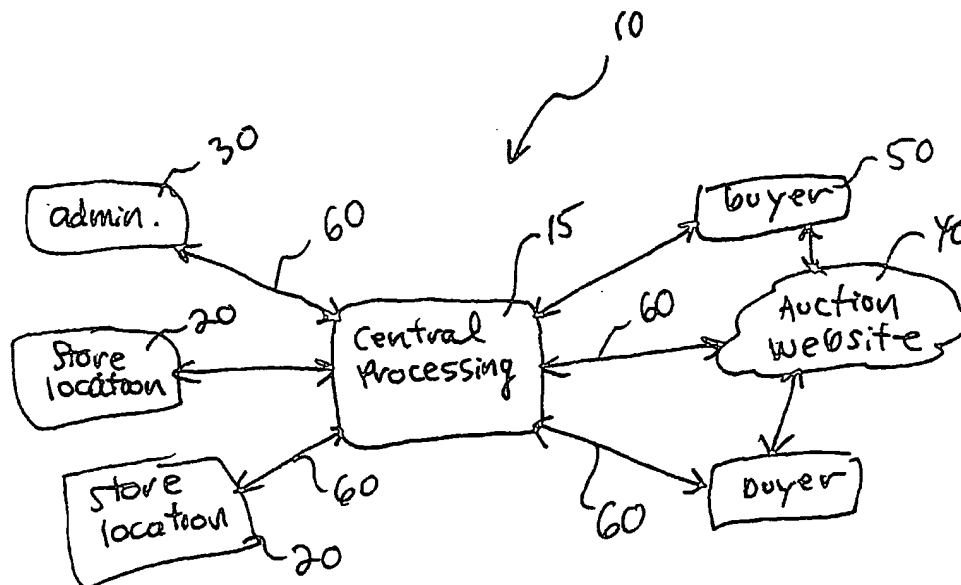 10
30
admin.
60
50
buyer
15
40
20
Store
location
Central
Processing
60
Auction
website
Store
location
60
20
60
buyer